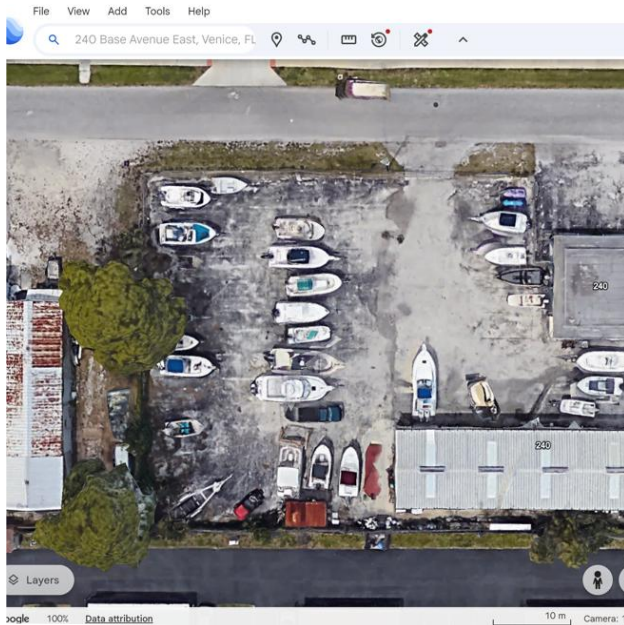 File View Add Tools Help
240 Base Avenue East, Venice, FL
240
240
Layers
oogle 100% Data attribution 10 m Camera: 1